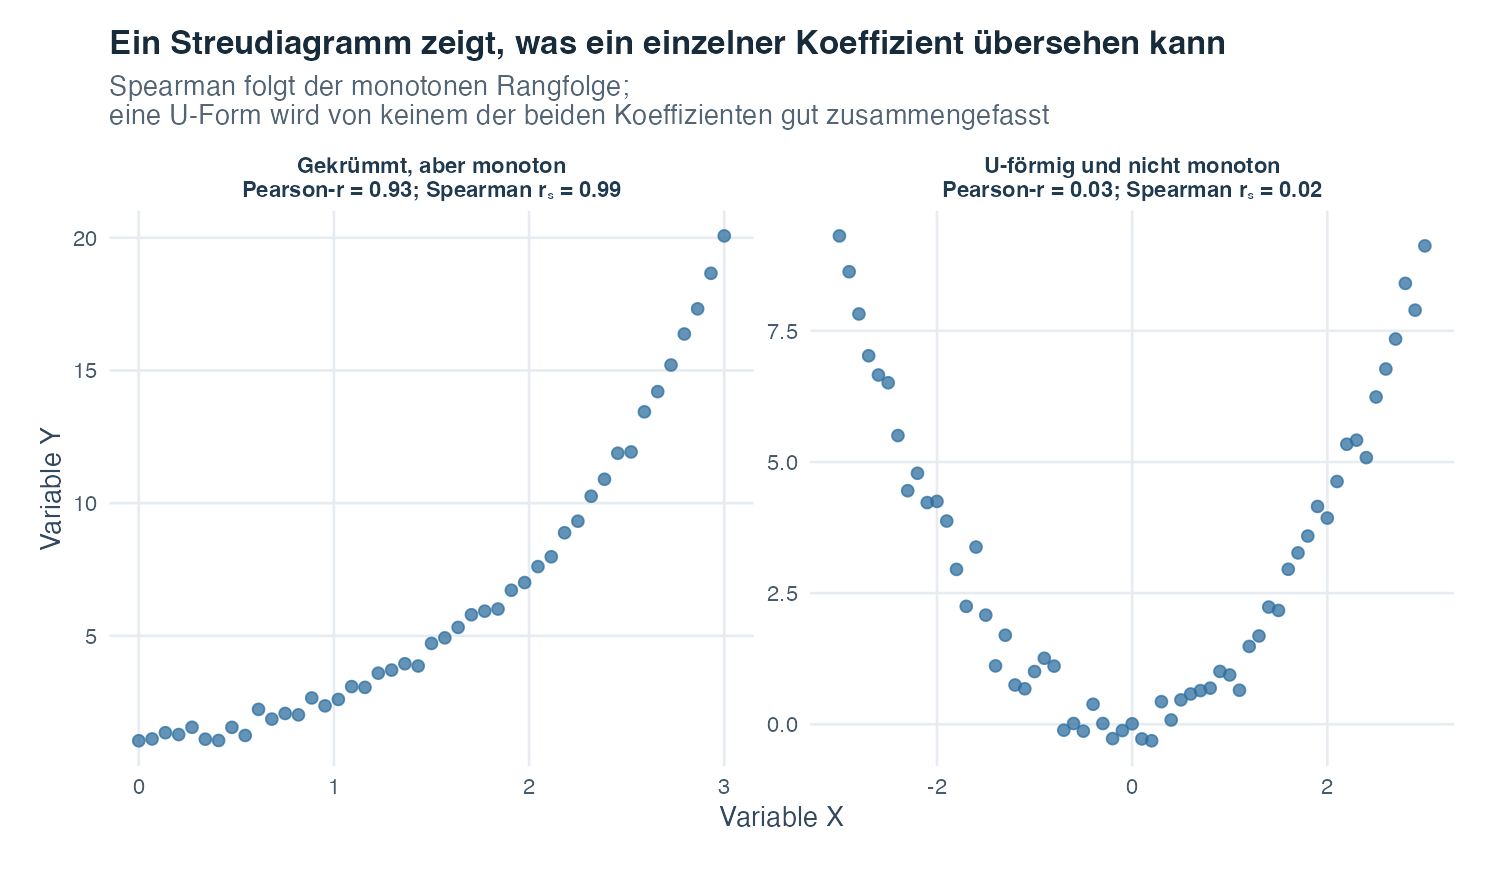 Ein Streudiagramm zeigt, was ein einzelner Koeffizient übersehen kann
Spearman folgt der monotonen Rangfolge;
eine U-Form wird von keinem der beiden Koeffizienten gut zusammengefasst
Gekrümmt, aber monoton
Pearson-r = 0.93; Spearman rₛ = 0.99
U-förmig und nicht monoton
Pearson-r = 0.03; Spearman rₛ = 0.02
Variable Y
20
15
10
5
0 1 2 3
7.5
5.0
2.5
0.0
-2 0 2
Variable X